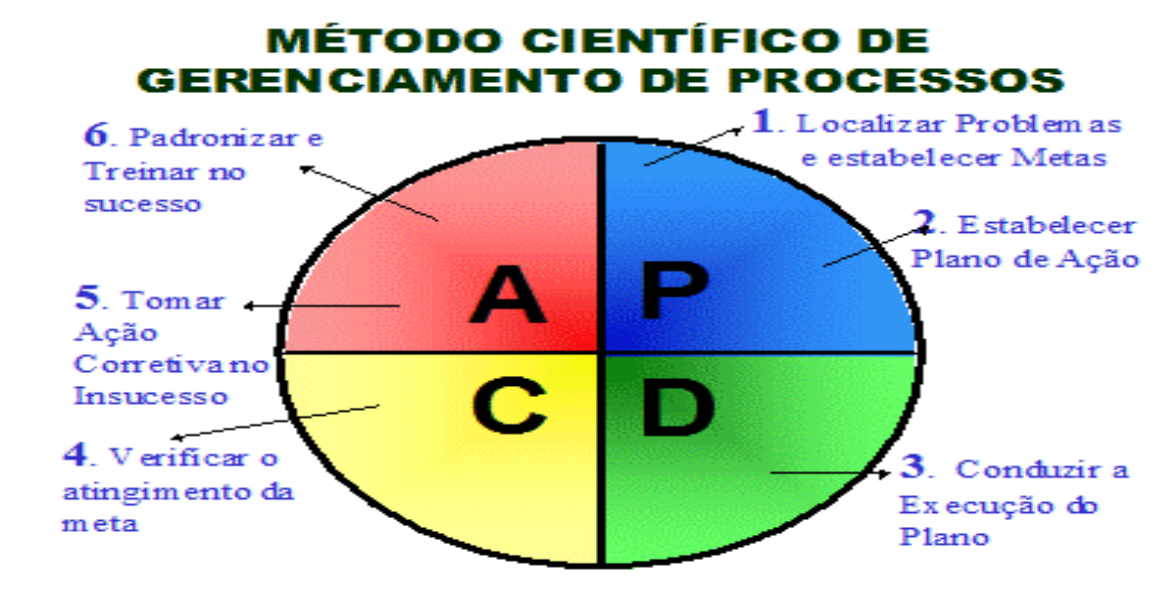 MÉTODO CIENTÍFICO DE
GERENCIAMENTO DE PROCESSOS
1. Localizar Problemas
e estabelecer Metas
2. Estabelecer
Plano de Ação
3. Conduzir a
Execução do
Plano
4. Verificar o
atingimento da
meta
5. Tomar
Ação
Corretiva no
Insucesso
6. Padronizar e
Treinar no
sucesso
A
P
C
D